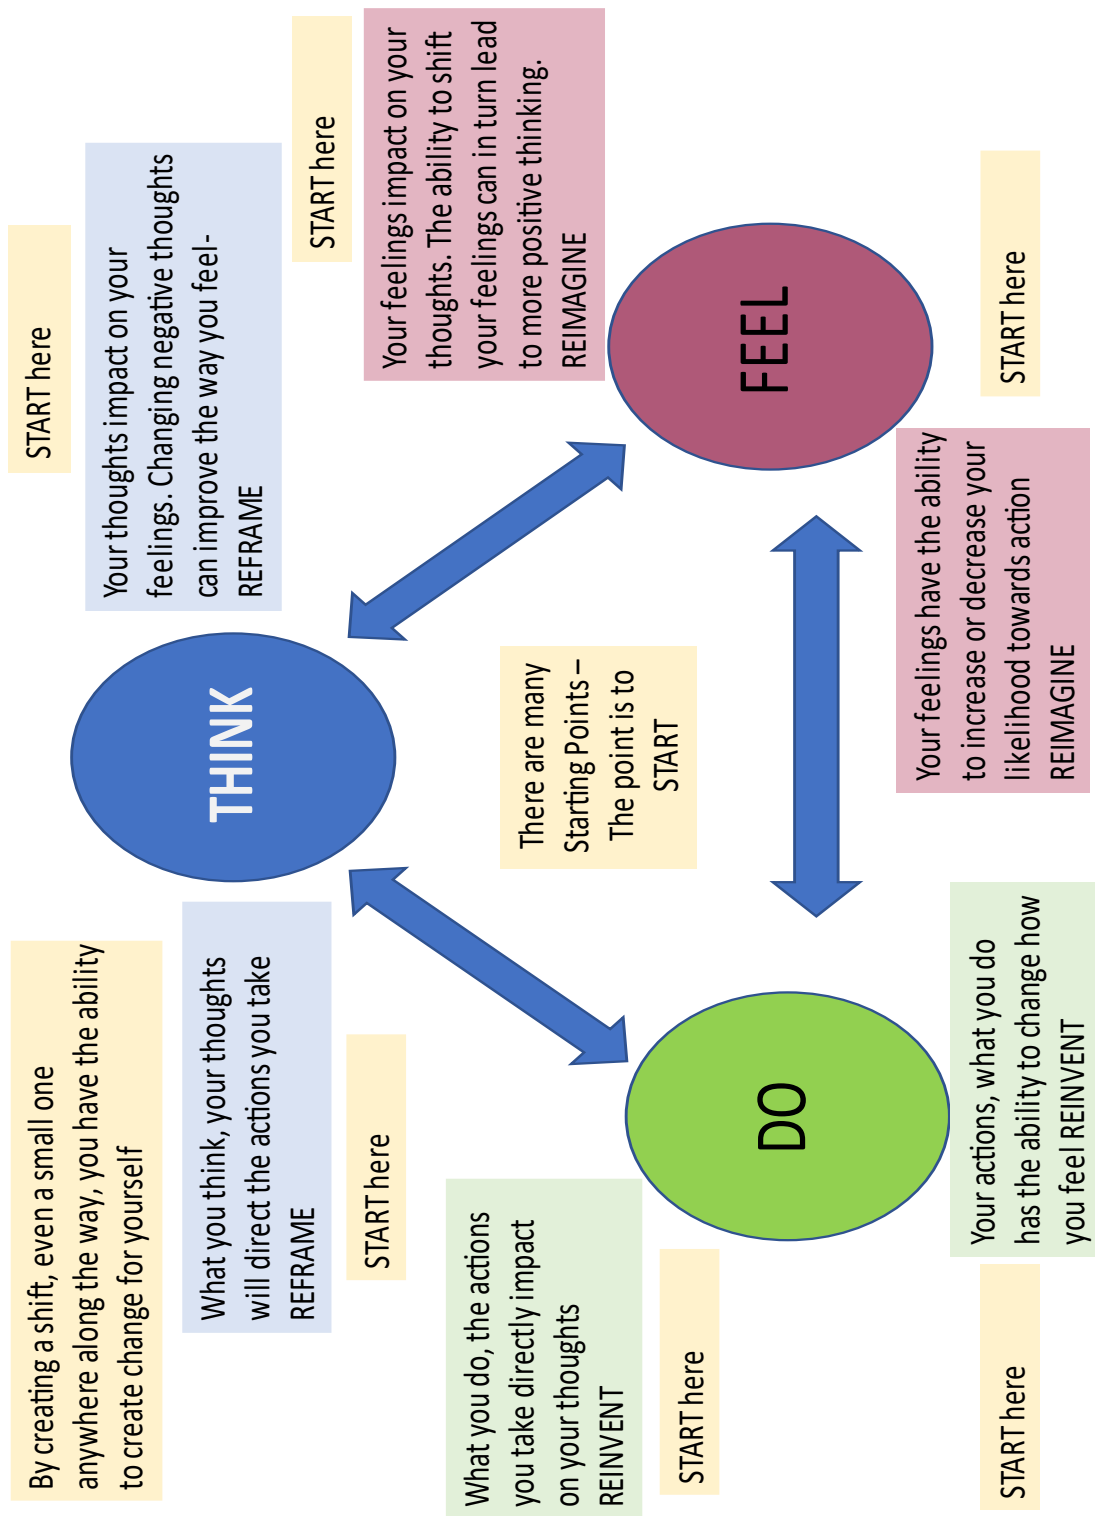 By creating a shift, even a small one
anywhere along the way, you have the ability
to create change for yourself
START here
Your thoughts impact on your
feelings. Changing negative thoughts
can improve the way you feel-
REFRAME
THINK
What you think, your thoughts
will direct the actions you take
REFRAME
START here
START here
Your feelings impact on your
thoughts. The ability to shift
your feelings can in turn lead
to more positive thinking.
REIMAGINE
There are many
Starting Points –
The point is to
START
What you do, the actions
you take directly impact
on your thoughts
REINVENT
START here
DO
FEEL
Your actions, what you do
has the ability to change how
you feel REINVENT
START here
Your feelings have the ability
to increase or decrease your
likelihood towards action
REIMAGINE
START here